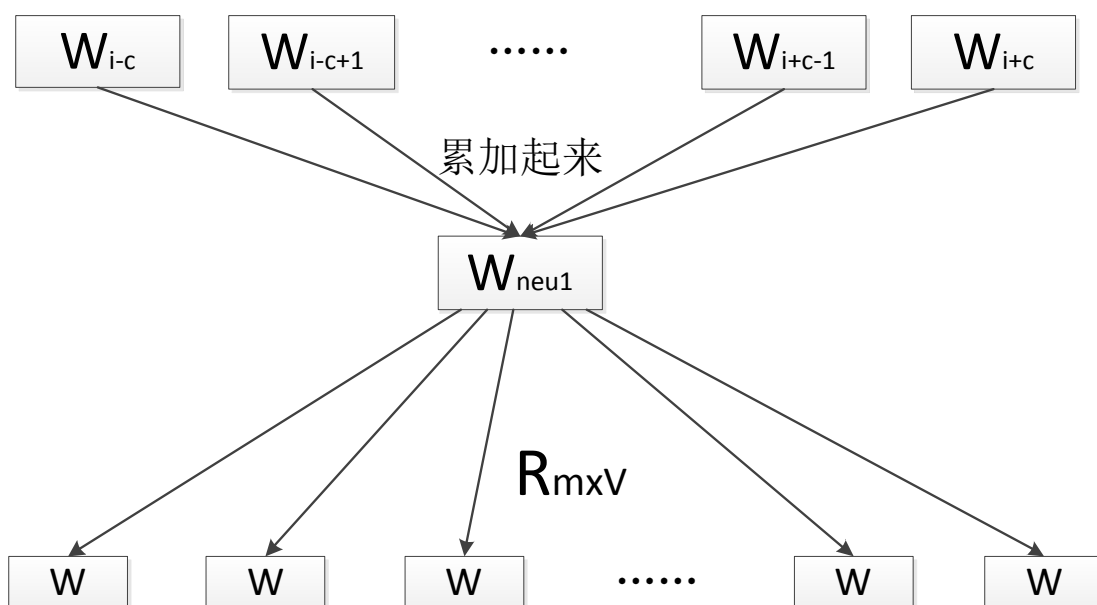 Wi-c Wi-c+1 ...... Wi+c-1 Wi+c
累加起来
Wneu1
RmxV
W W W ...... W W